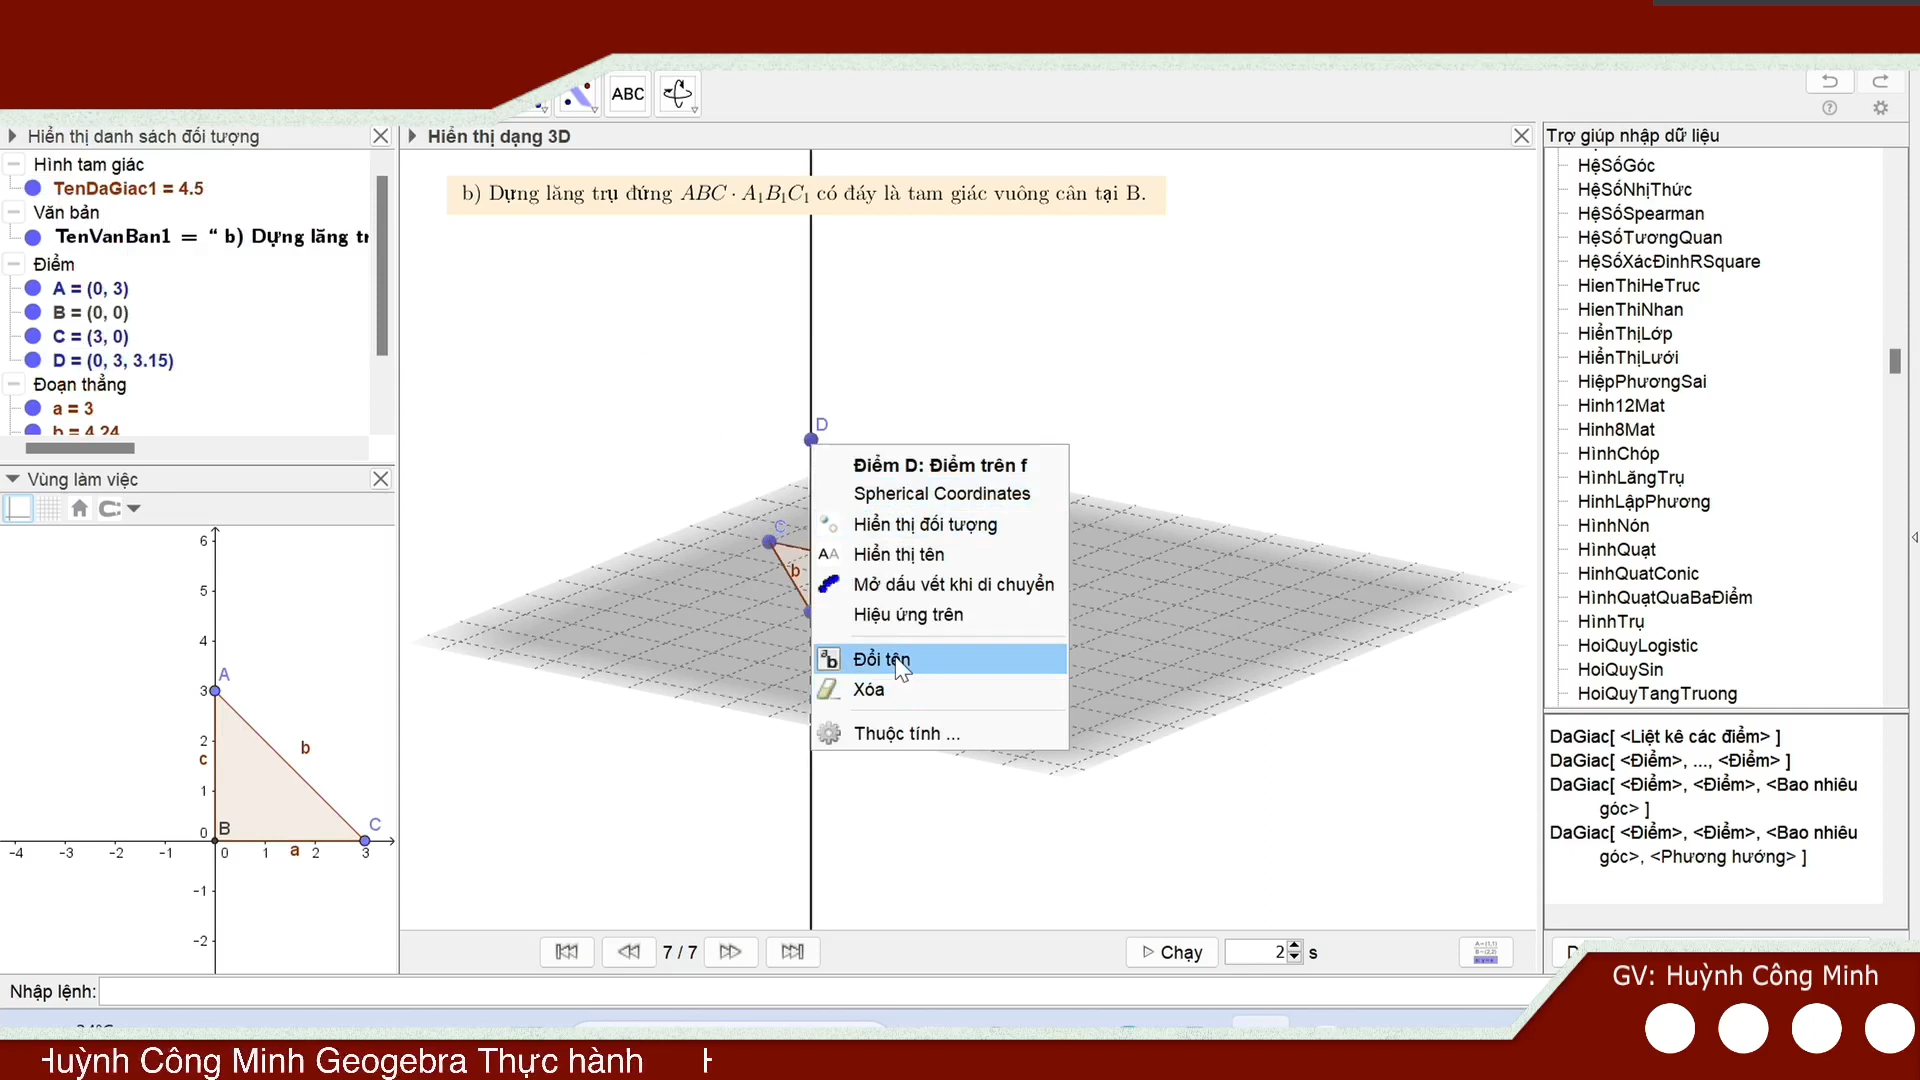 ABC
Hiển thị danh sách đối tượng
Hình tam giác
TenDaGiac1 = 4.5
Văn bản
TenVanBan1 = “ b) Dựng lăng tr
Điểm
A = (0, 3)
B = (0, 0)
C = (3, 0)
D = (0, 3, 3.15)
Đoạn thẳng
a = 3
b = 4.24
Vùng làm việc
6
5
4
A
3
2
c
b
1
0
B
C
-4 -3 -2 -1 0 1 a 2 3
-1
-2
Hiển thị dạng 3D
b) Dựng lăng trụ đứng ABC · A₁B₁C₁ có đáy là tam giác vuông cân tại B.
D
C
b
Điểm D: Điểm trên f
Spherical Coordinates
Hiển thị đối tượng
AA Hiển thị tên
Mở dấu vết khi di chuyển
Hiệu ứng trên
ab Đổi tên
Xóa
Thuộc tính ...
7 / 7
Chạy
2 s
Trợ giúp nhập dữ liệu
HệSốGóc
HệSốNhịThức
HệSốSpearman
HệSốTươngQuan
HệSốXácĐinhRSquare
HienThiHeTruc
HienThiNhan
HiểnThịLớp
HiểnThịLưới
HiệpPhươngSai
Hinh12Mat
Hinh8Mat
HìnhChóp
HìnhLăngTrụ
HinhLậpPhương
HìnhNón
HìnhQuạt
HinhQuatConic
HìnhQuạtQuaBaĐiểm
HìnhTrụ
HoiQuyLogistic
HoiQuySin
HoiQuyTangTruong
DaGiac[ <Liệt kê các điểm> ]
DaGiac[ <Điểm>, ..., <Điểm> ]
DaGiac[ <Điểm>, <Điểm>, <Bao nhiêu
góc> ]
DaGiac[ <Điểm>, <Điểm>, <Bao nhiêu
góc>, <Phương hướng> ]
Nhập lệnh:
GV: Huỳnh Công Minh
Huỳnh Công Minh Geogebra Thực hành H